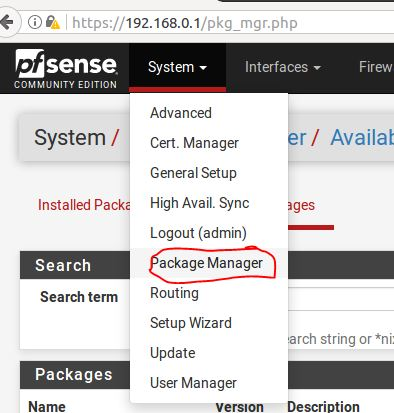 https://192.168.0.1/pkg_mgr.php
pfsense System Interfaces Firew
COMMUNITY EDITION
System / er / Availab
Advanced
Cert. Manager
General Setup
High Avail. Sync
Installed Packa ages
Logout (admin)
Package Manager
Search
Search term
Routing
Setup Wizard
earch string or *nix
Update
Packages
User Manager
Name Version Description